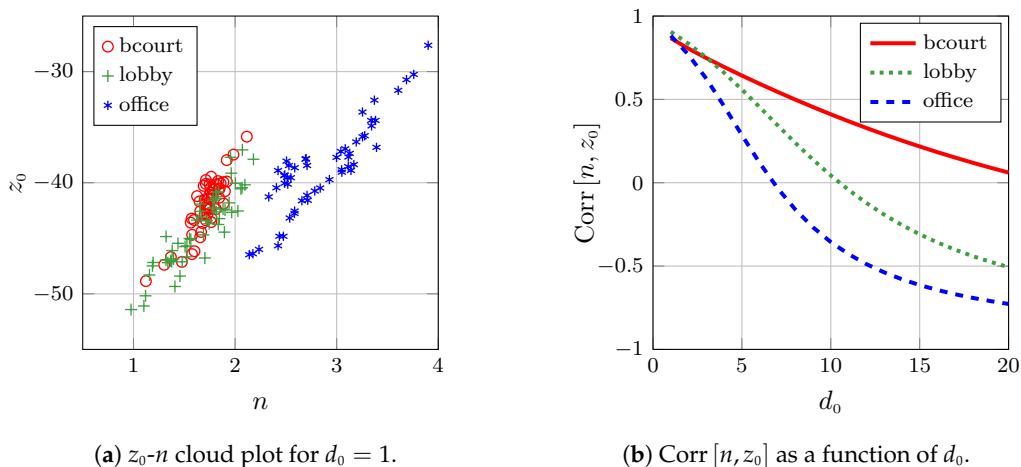 −30
−40
−50
z₀
1
2
3
4
n
bcourt
lobby
office
(a) z₀-n cloud plot for d₀ = 1.
1
0.5
0
−0.5
−1
Corr [n, z₀]
0
5
10
15
20
d₀
bcourt
lobby
office
(b) Corr [n, z₀] as a function of d₀.